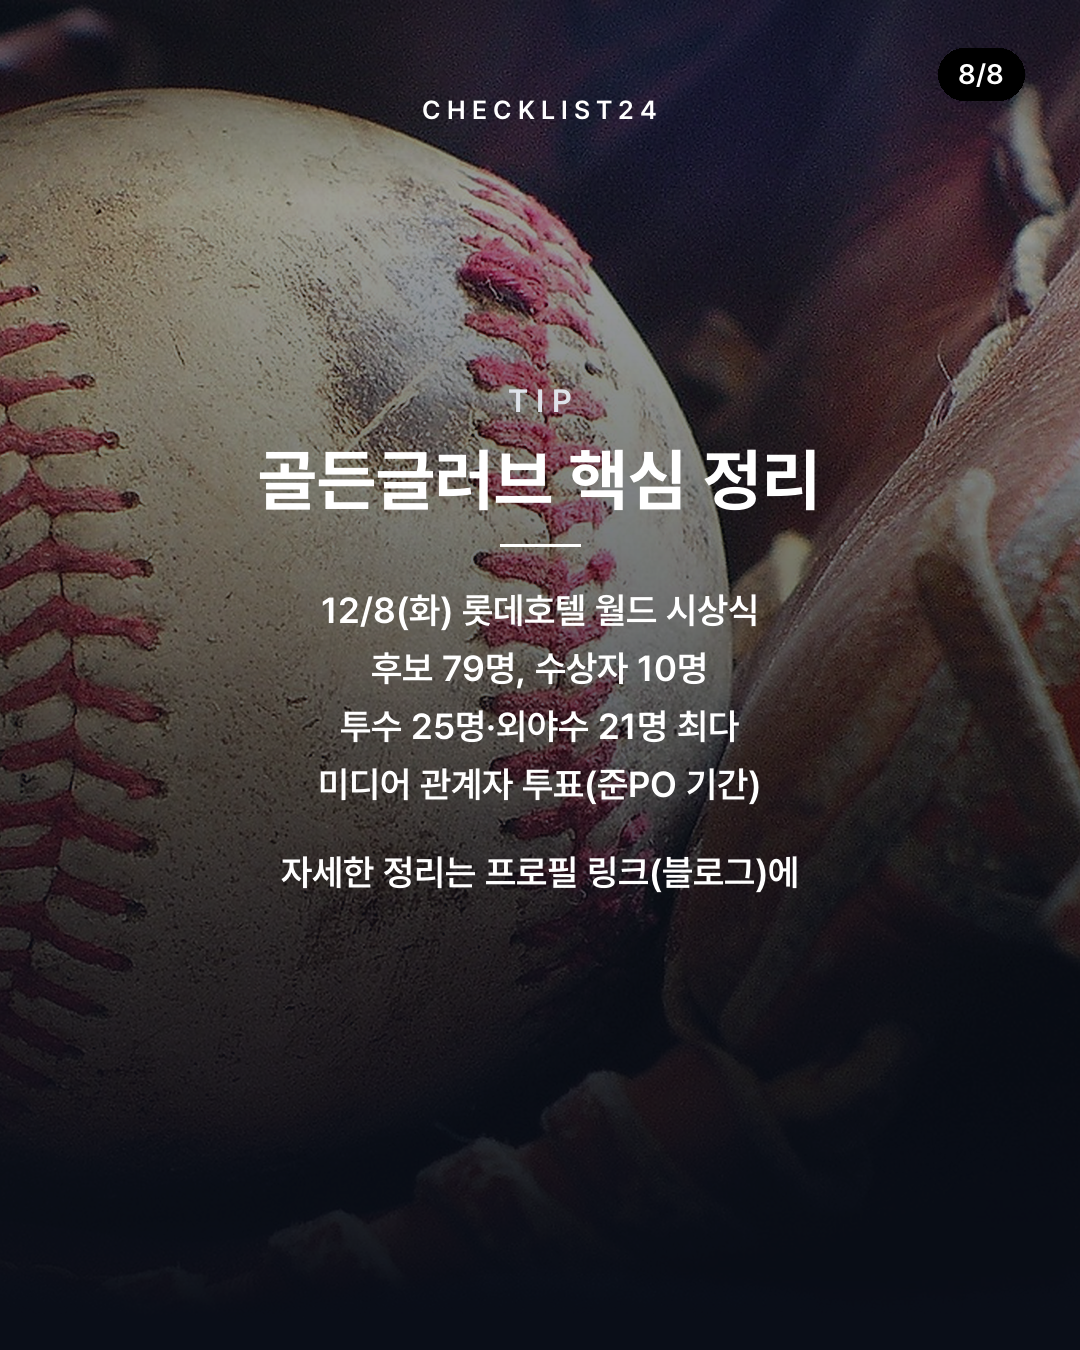 8/8
CHECKLIST24
TIP
골든글러브 핵심 정리
12/8(화) 롯데호텔 월드 시상식
후보 79명, 수상자 10명
투수 25명·외야수 21명 최다
미디어 관계자 투표(준PO 기간)
자세한 정리는 프로필 링크(블로그)에